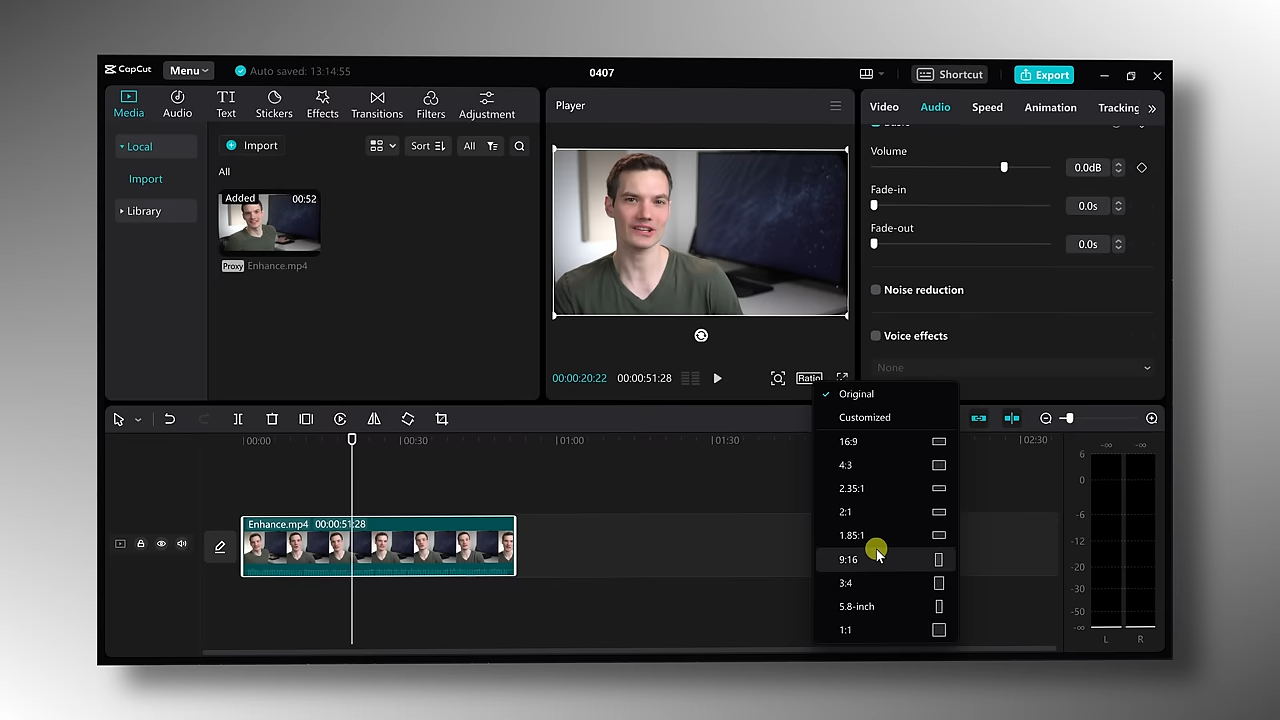 CapCut Menu Auto saved: 13:14:55 0407 Shortcut Export
Media Audio Text Stickers Effects Transitions Filters Adjustment
Local
Import
Library
Import Sort All
All
Added 00:52
Proxy Enhance.mp4
Player
00:00:20:22 00:00:51:28 Ratio
Video Audio Speed Animation Tracking
Basic
Volume
0.0dB
Fade-in
0.0s
Fade-out
0.0s
Noise reduction
Voice effects
None
Original
Customized
16:9
4:3
2.35:1
2:1
1.85:1
9:16
3:4
5.8-inch
1:1
00:00 00:30 01:00 01:30 02:30
Enhance.mp4 00:00:51:28
-∞ -∞
6
0
-6
-12
-20
-30
-50
-∞
L R